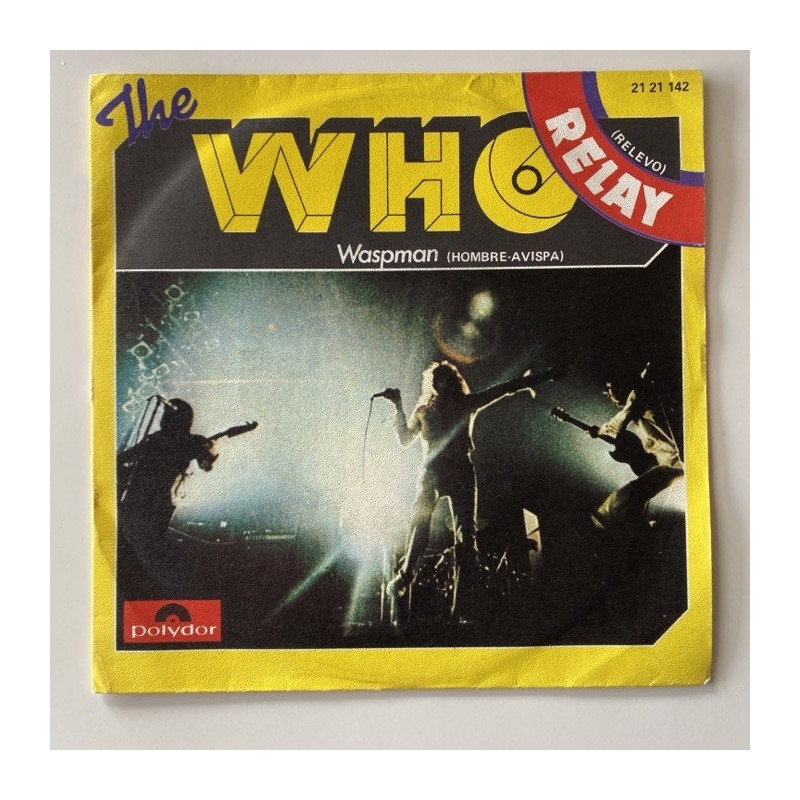 The
WHO
21 21 142
RELAY
(RELEVO)
Waspman (HOMBRE-AVISPA)
polydor